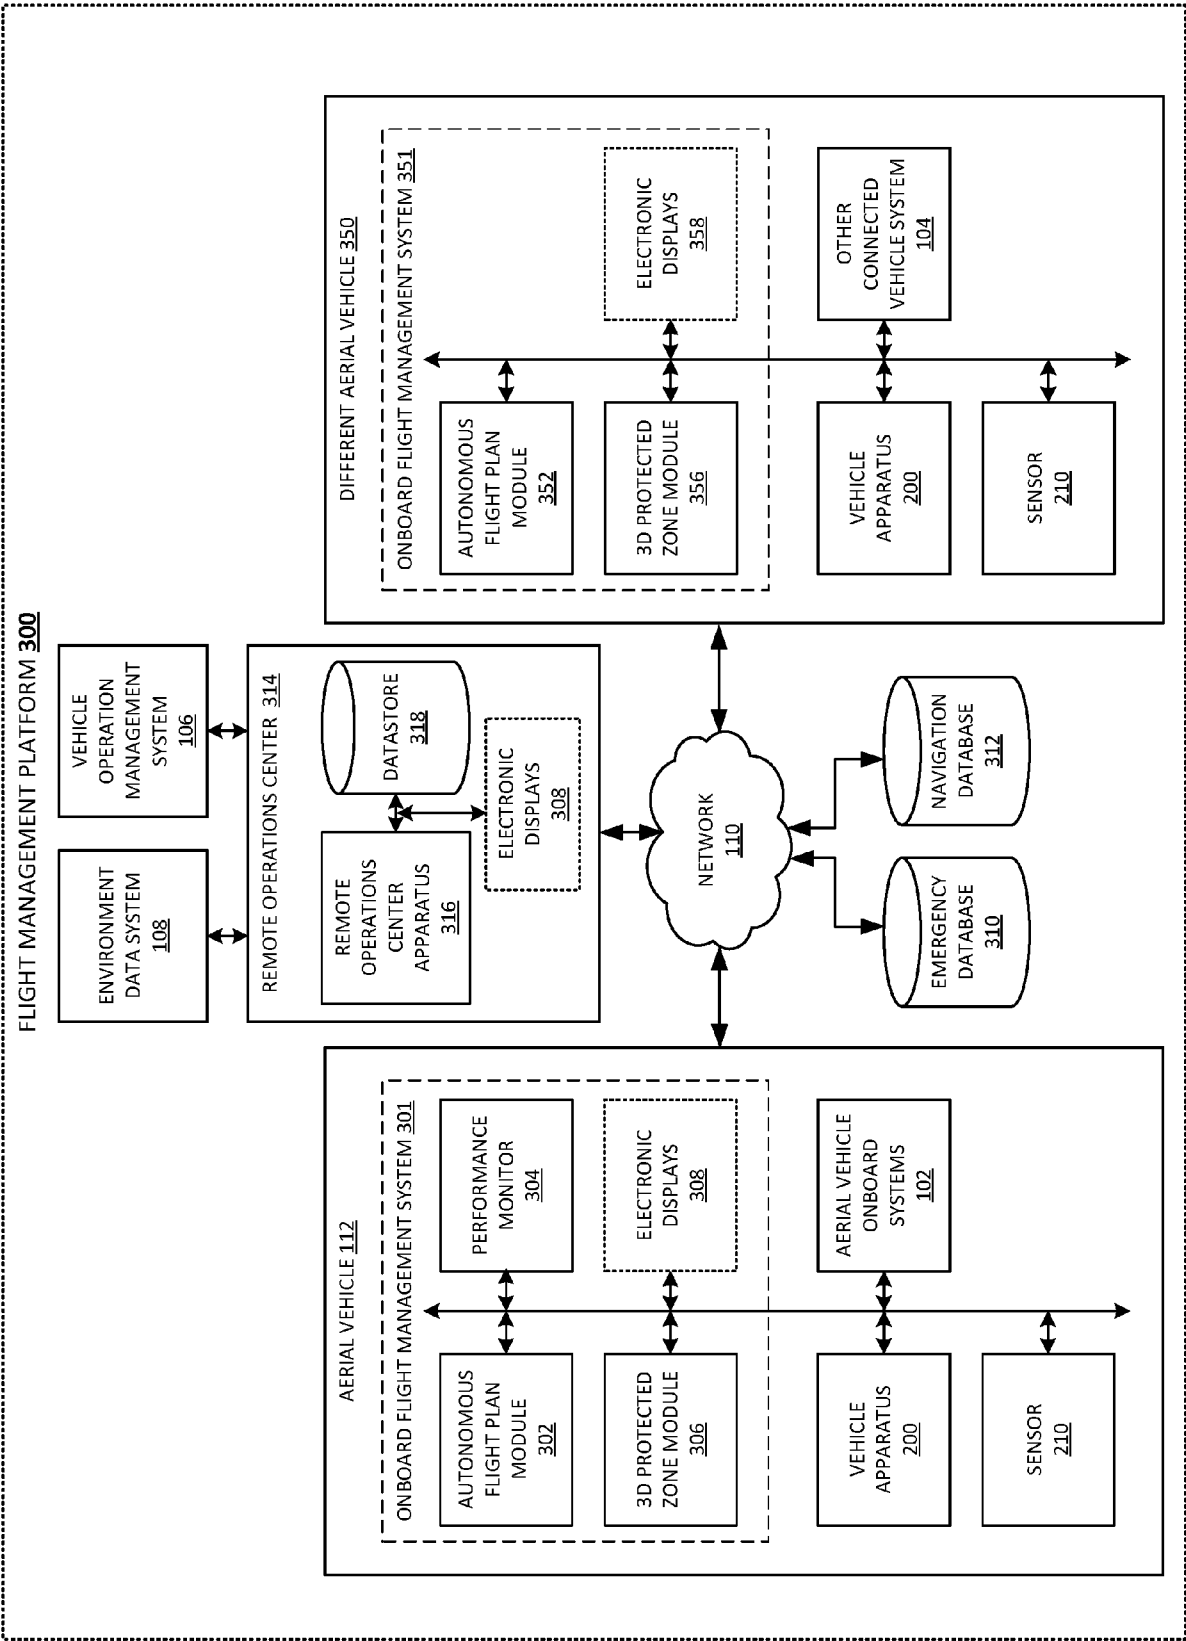 FLIGHT MANAGEMENT PLATFORM 300
ENVIRONMENT
DATA SYSTEM
108
VEHICLE
OPERATION
MANAGEMENT
SYSTEM
106
REMOTE OPERATIONS CENTER 314
REMOTE
OPERATIONS
CENTER
APPARATUS
316
DATASTORE
318
ELECTRONIC
DISPLAYS
308
AERIAL VEHICLE 112
ONBOARD FLIGHT MANAGEMENT SYSTEM 301
AUTONOMOUS
FLIGHT PLAN
MODULE
302
PERFORMANCE
MONITOR
304
3D PROTECTED
ZONE MODULE
306
ELECTRONIC
DISPLAYS
308
VEHICLE
APPARATUS
200
AERIAL VEHICLE
ONBOARD
SYSTEMS
102
SENSOR
210
NETWORK
110
EMERGENCY
DATABASE
310
NAVIGATION
DATABASE
312
DIFFERENT AERIAL VEHICLE 350
ONBOARD FLIGHT MANAGEMENT SYSTEM 351
AUTONOMOUS
FLIGHT PLAN
MODULE
352
3D PROTECTED
ZONE MODULE
356
ELECTRONIC
DISPLAYS
358
VEHICLE
APPARATUS
200
OTHER
CONNECTED
VEHICLE SYSTEM
104
SENSOR
210